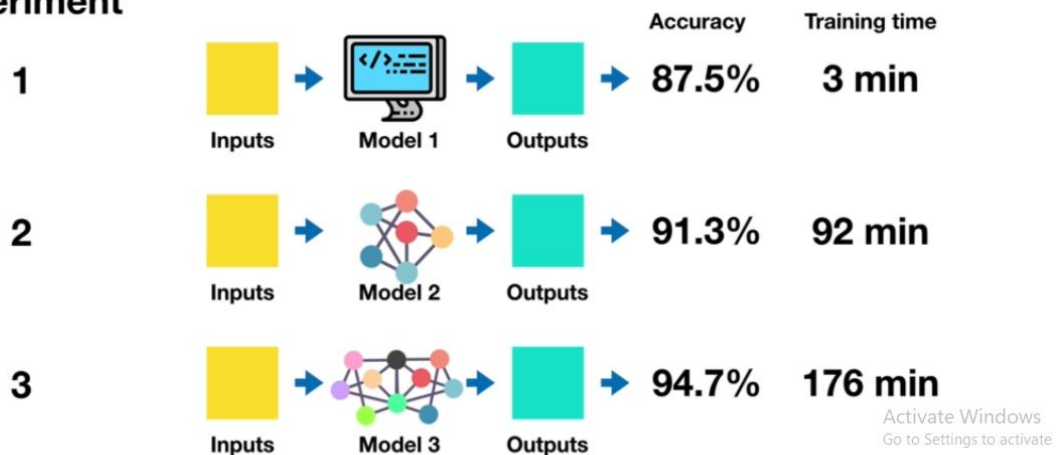 Accuracy Training time
1 87.5% 3 min
Inputs Model 1 Outputs
2 91.3% 92 min
Inputs Model 2 Outputs
3 94.7% 176 min
Inputs Model 3 Outputs
Activate Windows
Go to Settings to activate